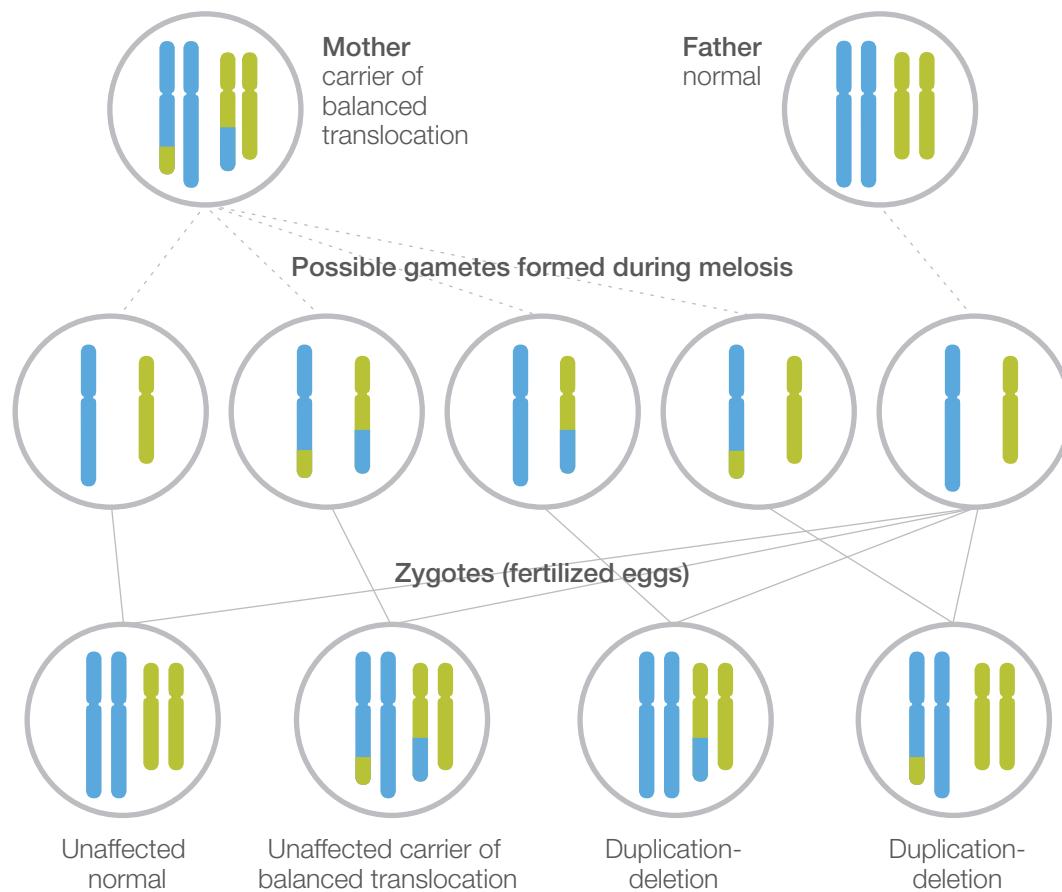 Mother
carrier of
balanced
translocation
Father
normal
Possible gametes formed during melosis
Zygotes (fertilized eggs)
Unaffected
normal
Unaffected carrier of
balanced translocation
Duplication-
deletion
Duplication-
deletion